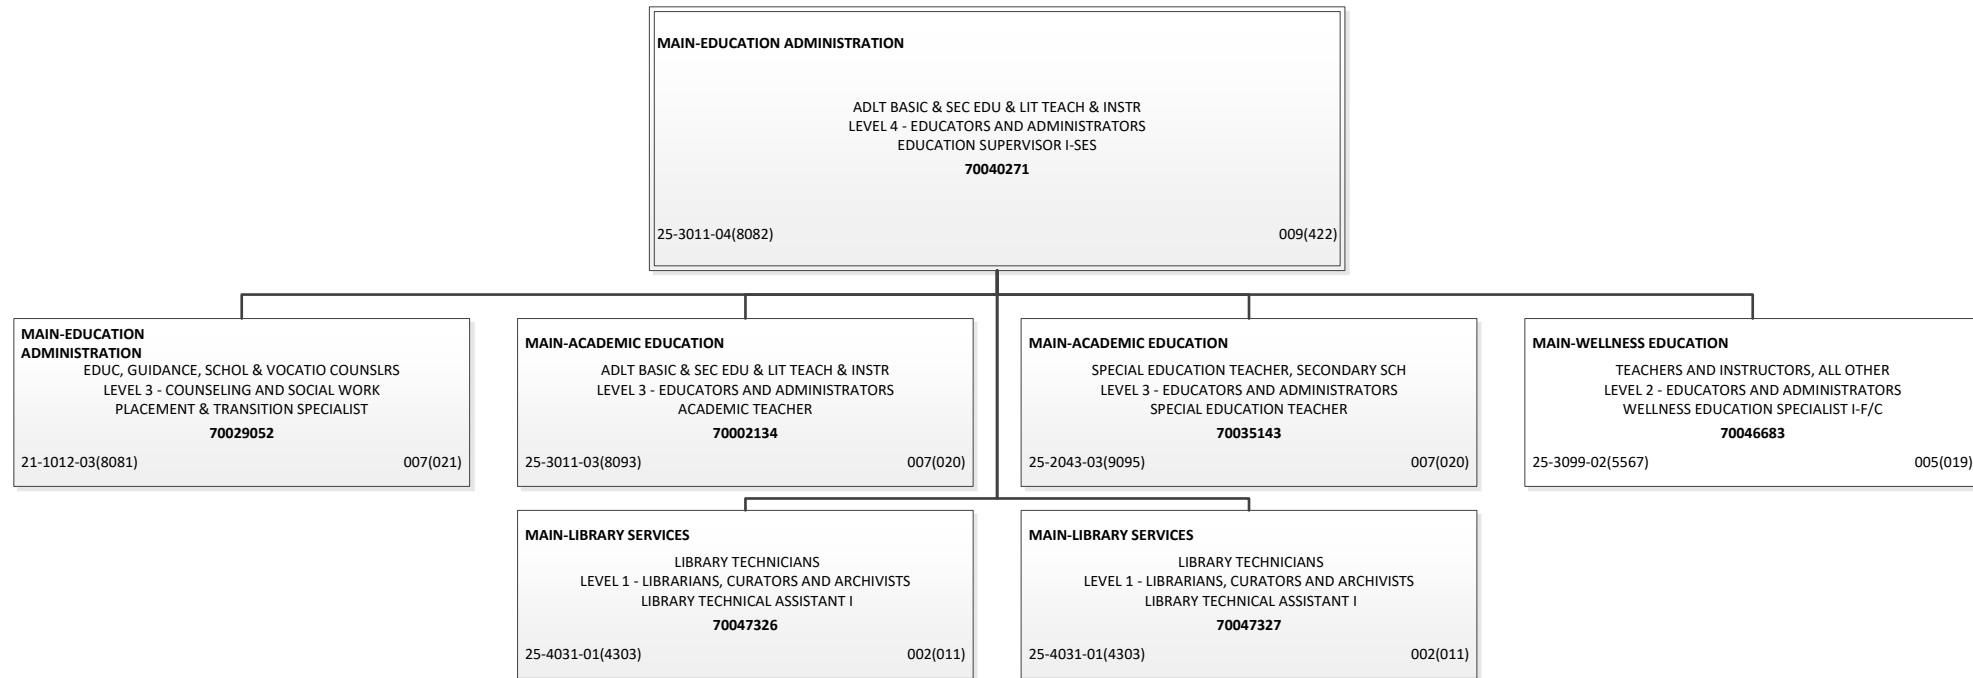 MAIN-EDUCATION ADMINISTRATION
ADLT BASIC & SEC EDU & LIT TEACH & INSTR
LEVEL 4 - EDUCATORS AND ADMINISTRATORS
EDUCATION SUPERVISOR I-SES
70040271
25-3011-04(8082) 009(422)
MAIN-EDUCATION
ADMINISTRATION
EDUC, GUIDANCE, SCHOL & VOCATIO COUNSLRS
LEVEL 3 - COUNSELING AND SOCIAL WORK
PLACEMENT & TRANSITION SPECIALIST
70029052
21-1012-03(8081) 007(021)
MAIN-ACADEMIC EDUCATION
ADLT BASIC & SEC EDU & LIT TEACH & INSTR
LEVEL 3 - EDUCATORS AND ADMINISTRATORS
ACADEMIC TEACHER
70002134
25-3011-03(8093) 007(020)
MAIN-ACADEMIC EDUCATION
SPECIAL EDUCATION TEACHER, SECONDARY SCH
LEVEL 3 - EDUCATORS AND ADMINISTRATORS
SPECIAL EDUCATION TEACHER
70035143
25-2043-03(9095) 007(020)
MAIN-WELLNESS EDUCATION
TEACHERS AND INSTRUCTORS, ALL OTHER
LEVEL 2 - EDUCATORS AND ADMINISTRATORS
WELLNESS EDUCATION SPECIALIST I-F/C
70046683
25-3099-02(5567) 005(019)
MAIN-LIBRARY SERVICES
LIBRARY TECHNICIANS
LEVEL 1 - LIBRARIANS, CURATORS AND ARCHIVISTS
LIBRARY TECHNICAL ASSISTANT I
70047326
25-4031-01(4303) 002(011)
MAIN-LIBRARY SERVICES
LIBRARY TECHNICIANS
LEVEL 1 - LIBRARIANS, CURATORS AND ARCHIVISTS
LIBRARY TECHNICAL ASSISTANT I
70047327
25-4031-01(4303) 002(011)